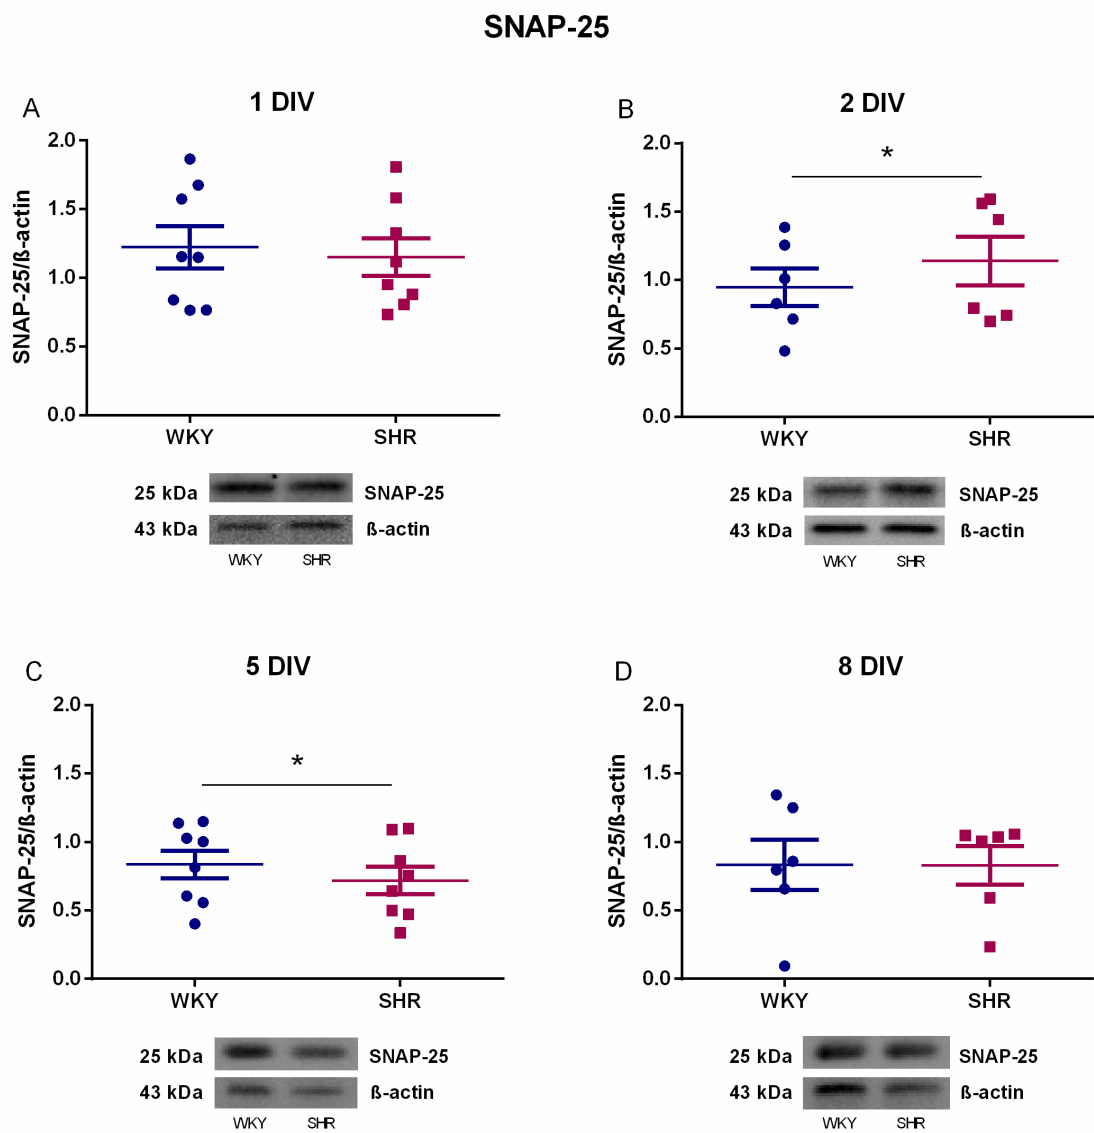 SNAP-25
A
1 DIV
SNAP-25/ß-actin
2.0
1.5
1.0
0.5
0.0
WKY SHR
25 kDa SNAP-25
43 kDa ß-actin
WKY SHR
B
2 DIV
*
SNAP-25/ß-actin
2.0
1.5
1.0
0.5
0.0
WKY SHR
25 kDa SNAP-25
43 kDa ß-actin
WKY SHR
C
5 DIV
*
SNAP-25/ß-actin
2.0
1.5
1.0
0.5
0.0
WKY SHR
25 kDa SNAP-25
43 kDa ß-actin
WKY SHR
D
8 DIV
SNAP-25/ß-actin
2.0
1.5
1.0
0.5
0.0
WKY SHR
25 kDa SNAP-25
43 kDa ß-actin
WKY SHR